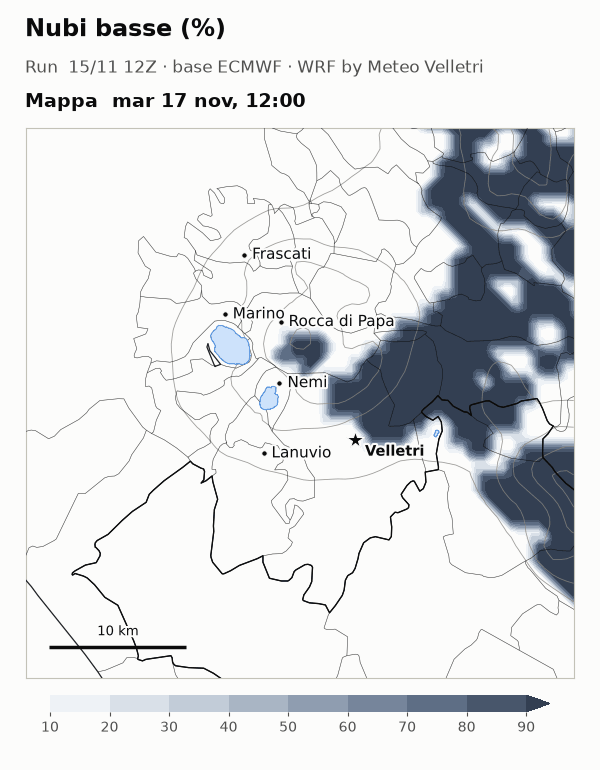 Nubi basse (%)
Run  15/11 12Z · base ECMWF · WRF by Meteo Velletri
Mappa  mar 17 nov, 12:00
Frascati
Marino
Rocca di Papa
Nemi
Velletri
Lanuvio
10 km
10 20 30 40 50 60 70 80 90